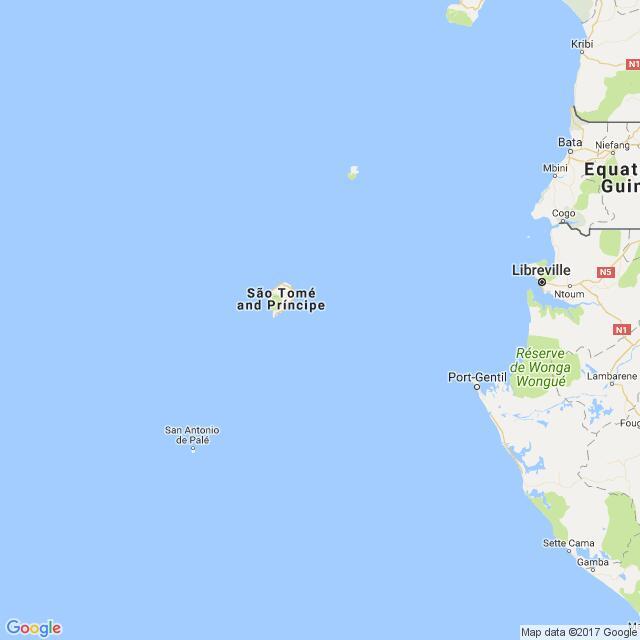 Kribi
N1
Bata
Niefang
Mbini
Equat
Guin
Cogo
Libreville
N5
Ntoum
São Tomé
and Príncipe
N1
Réserve
de Wonga
Wongué
Port-Gentil
Lambarene
Foug
San Antonio
de Palé
Sette Cama
Gamba
Google
Map data ©2017 Google